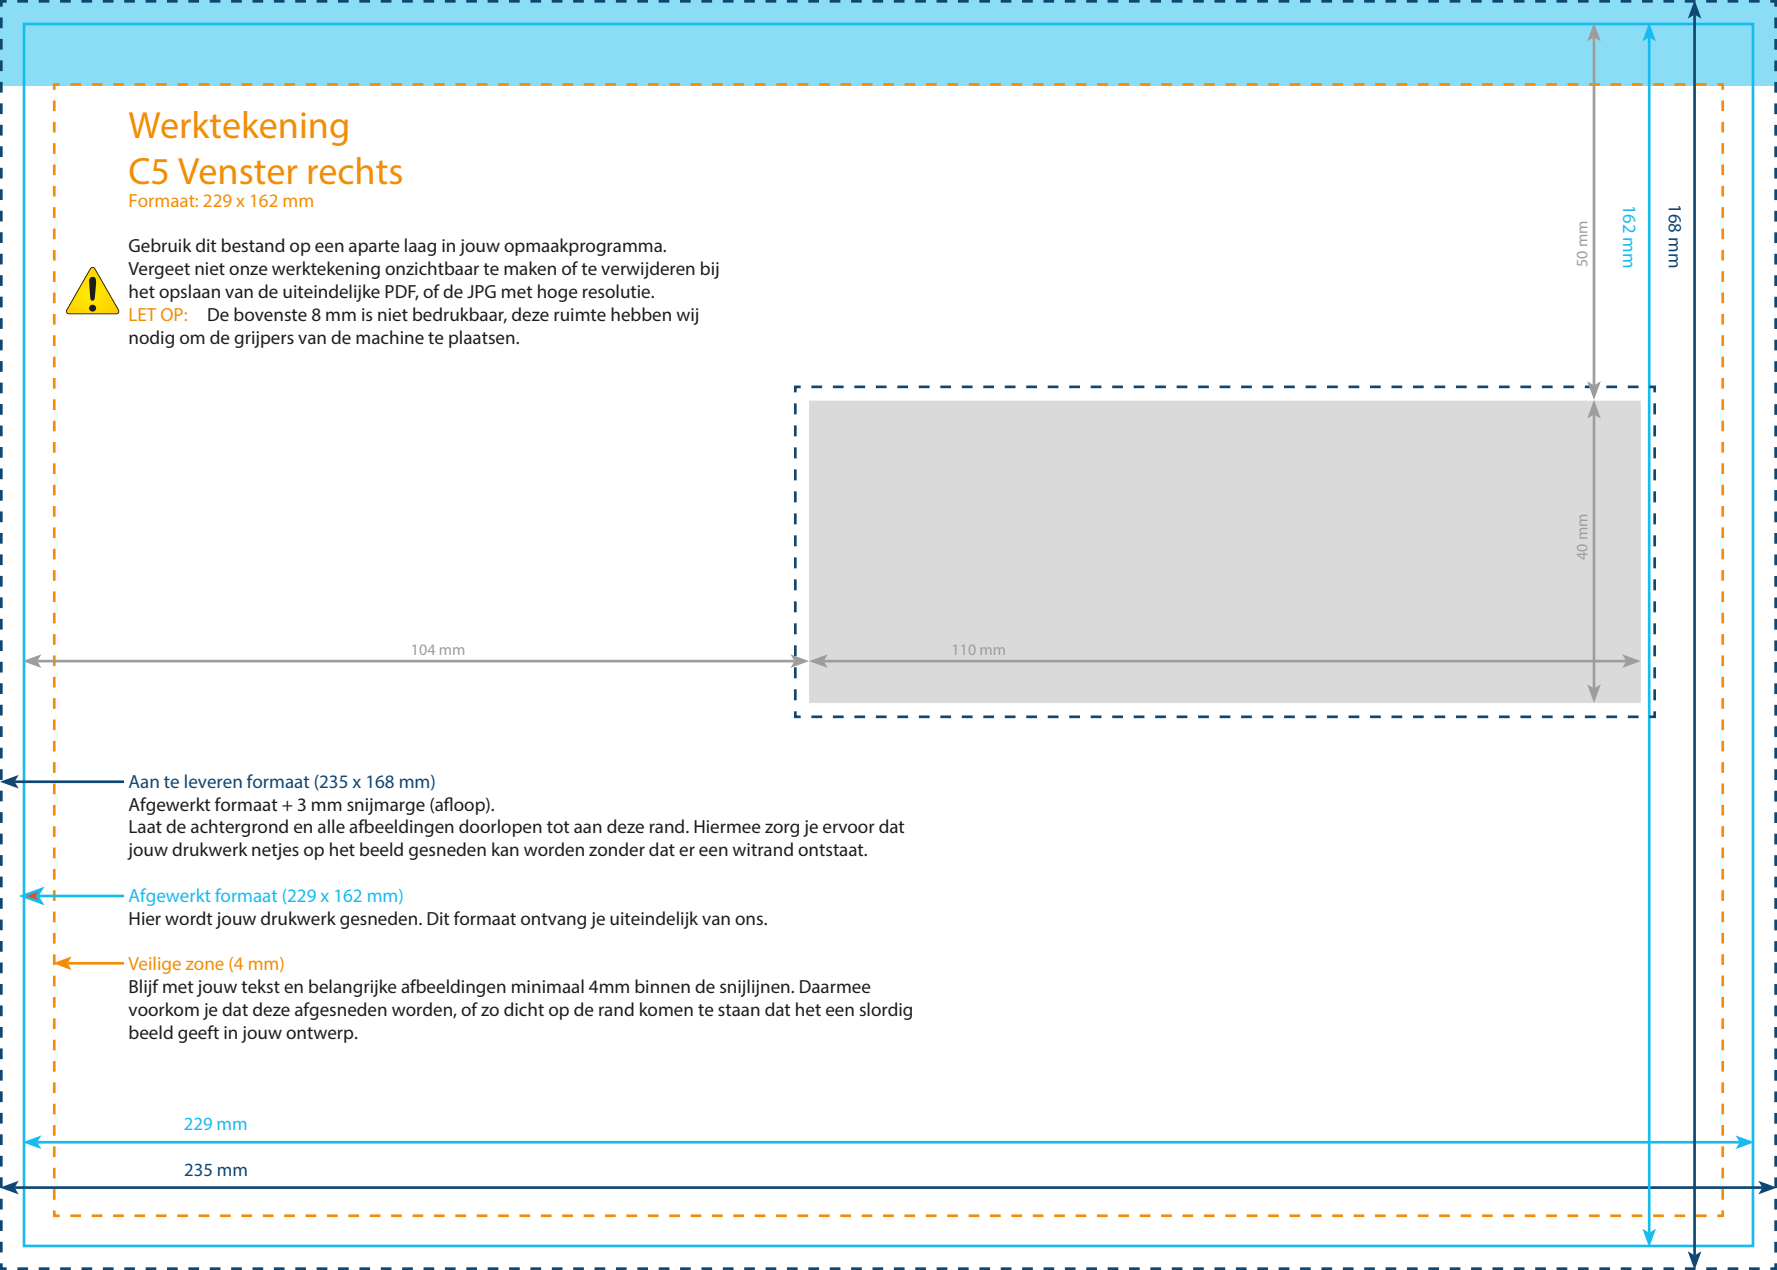 Werktekening
C5 Venster rechts
Formaat: 229 x 162 mm
Gebruik dit bestand op een aparte laag in jouw opmaakprogramma.
Vergeet niet onze werktekening onzichtbaar te maken of te verwijderen bij
het opslaan van de uiteindelijke PDF, of de JPG met hoge resolutie.
LET OP: De bovenste 8 mm is niet bedrukbaar, deze ruimte hebben wij
nodig om de grijpers van de machine te plaatsen.
50 mm
162 mm
168 mm
40 mm
104 mm
110 mm
Aan te leveren formaat (235 x 168 mm)
Afgewerkt formaat + 3 mm snijmarge (afloop).
Laat de achtergrond en alle afbeeldingen doorlopen tot aan deze rand. Hiermee zorg je ervoor dat
jouw drukwerk netjes op het beeld gesneden kan worden zonder dat er een witrand ontstaat.
Afgewerkt formaat (229 x 162 mm)
Hier wordt jouw drukwerk gesneden. Dit formaat ontvang je uiteindelijk van ons.
Veilige zone (4 mm)
Blijf met jouw tekst en belangrijke afbeeldingen minimaal 4mm binnen de snijlijnen. Daarmee
voorkom je dat deze afgesneden worden, of zo dicht op de rand komen te staan dat het een slordig
beeld geeft in jouw ontwerp.
229 mm
235 mm